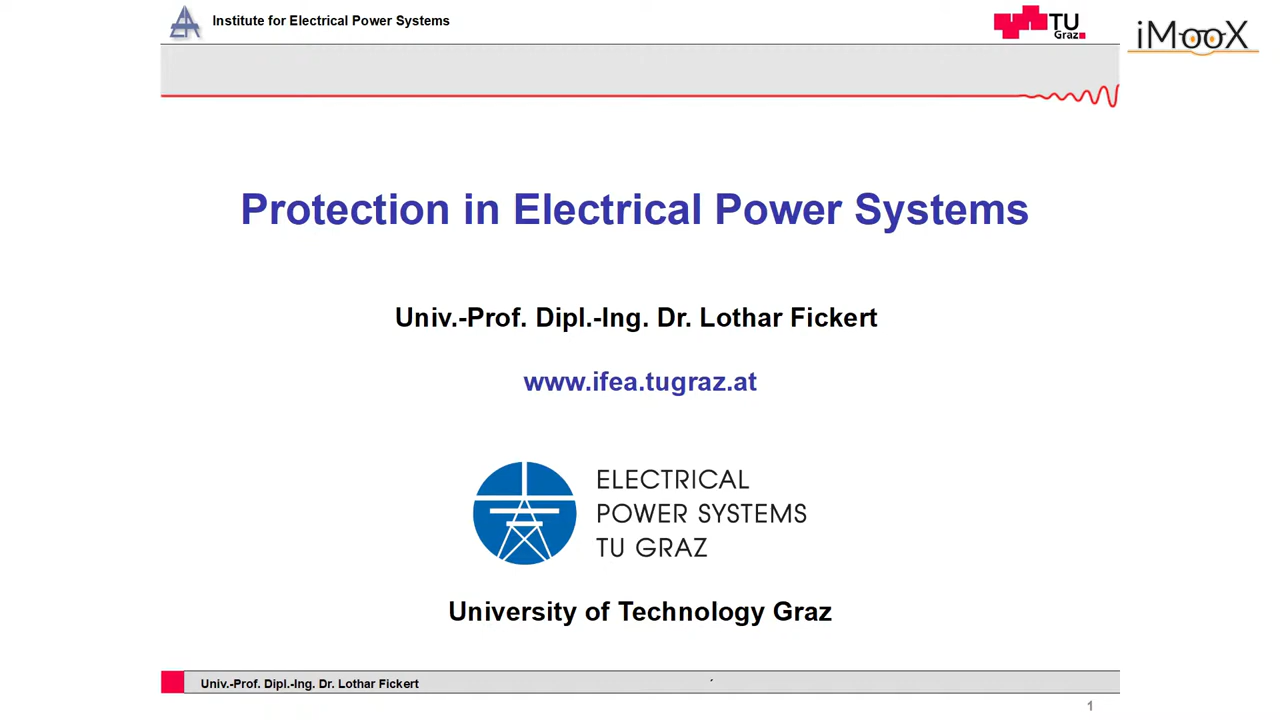 Institute for Electrical Power Systems
TU
Graz
iMooX
Protection in Electrical Power Systems
Univ.-Prof. Dipl.-Ing. Dr. Lothar Fickert
www.ifea.tugraz.at
ELECTRICAL
POWER SYSTEMS
TU GRAZ
University of Technology Graz
Univ.-Prof. Dipl.-Ing. Dr. Lothar Fickert
1